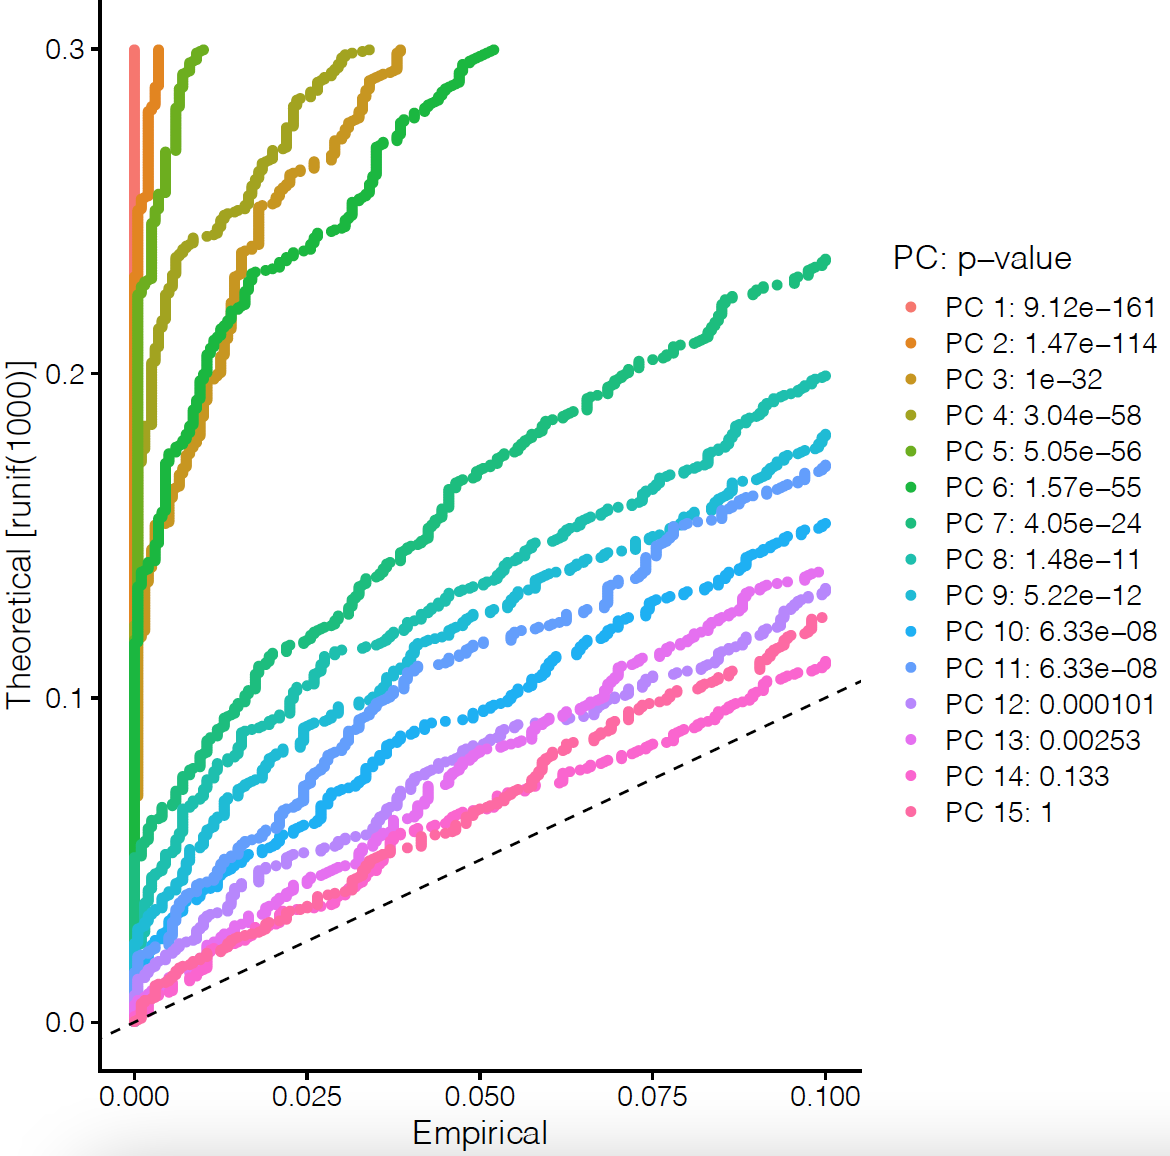 0.3
0.2
0.1
0.0
Theoretical [runif(1000)]
0.000 0.025 0.050 0.075 0.100
Empirical
PC: p−value
PC 1: 9.12e−161
PC 2: 1.47e−114
PC 3: 1e−32
PC 4: 3.04e−58
PC 5: 5.05e−56
PC 6: 1.57e−55
PC 7: 4.05e−24
PC 8: 1.48e−11
PC 9: 5.22e−12
PC 10: 6.33e−08
PC 11: 6.33e−08
PC 12: 0.000101
PC 13: 0.00253
PC 14: 0.133
PC 15: 1